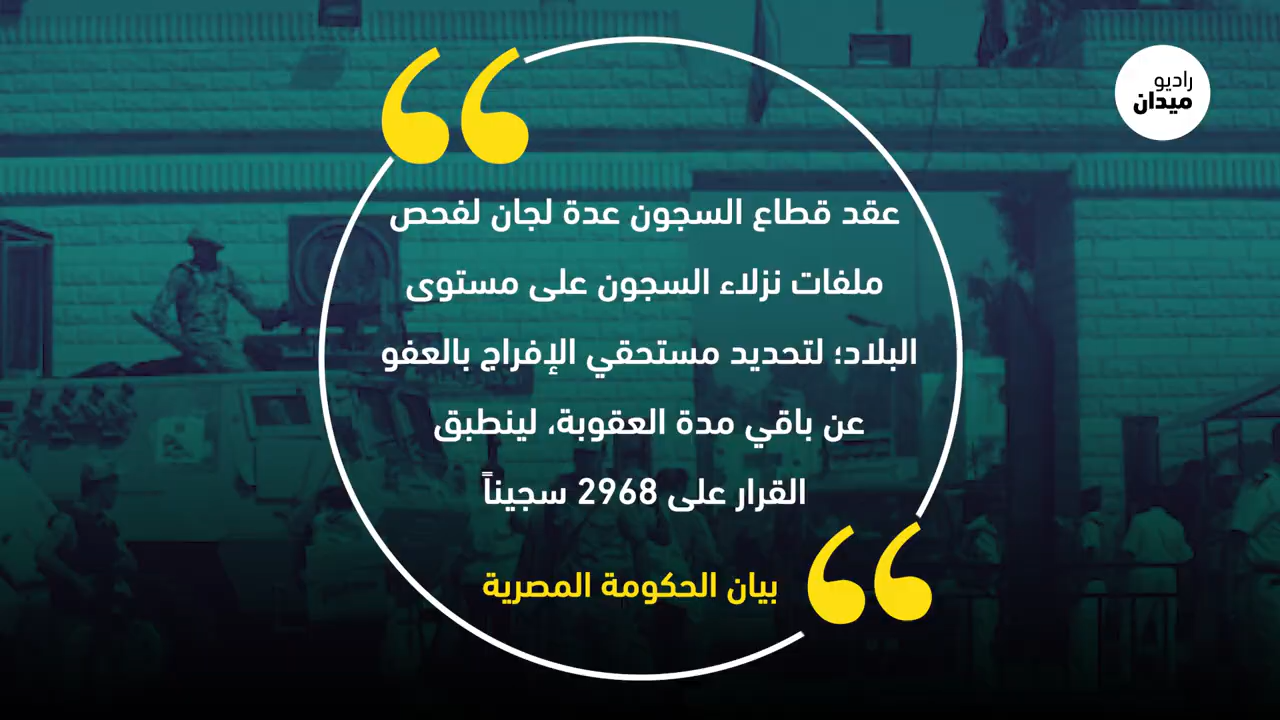 راديو
ميدان
عقد قطاع السجون عدة لجان لفحص
ملفات نزلاء السجون على مستوى
البلاد؛ لتحديد مستحقي الإفراج بالعفو
عن باقي مدة العقوبة، لينطبق
القرار على 2968 سجيناً
بيان الحكومة المصرية